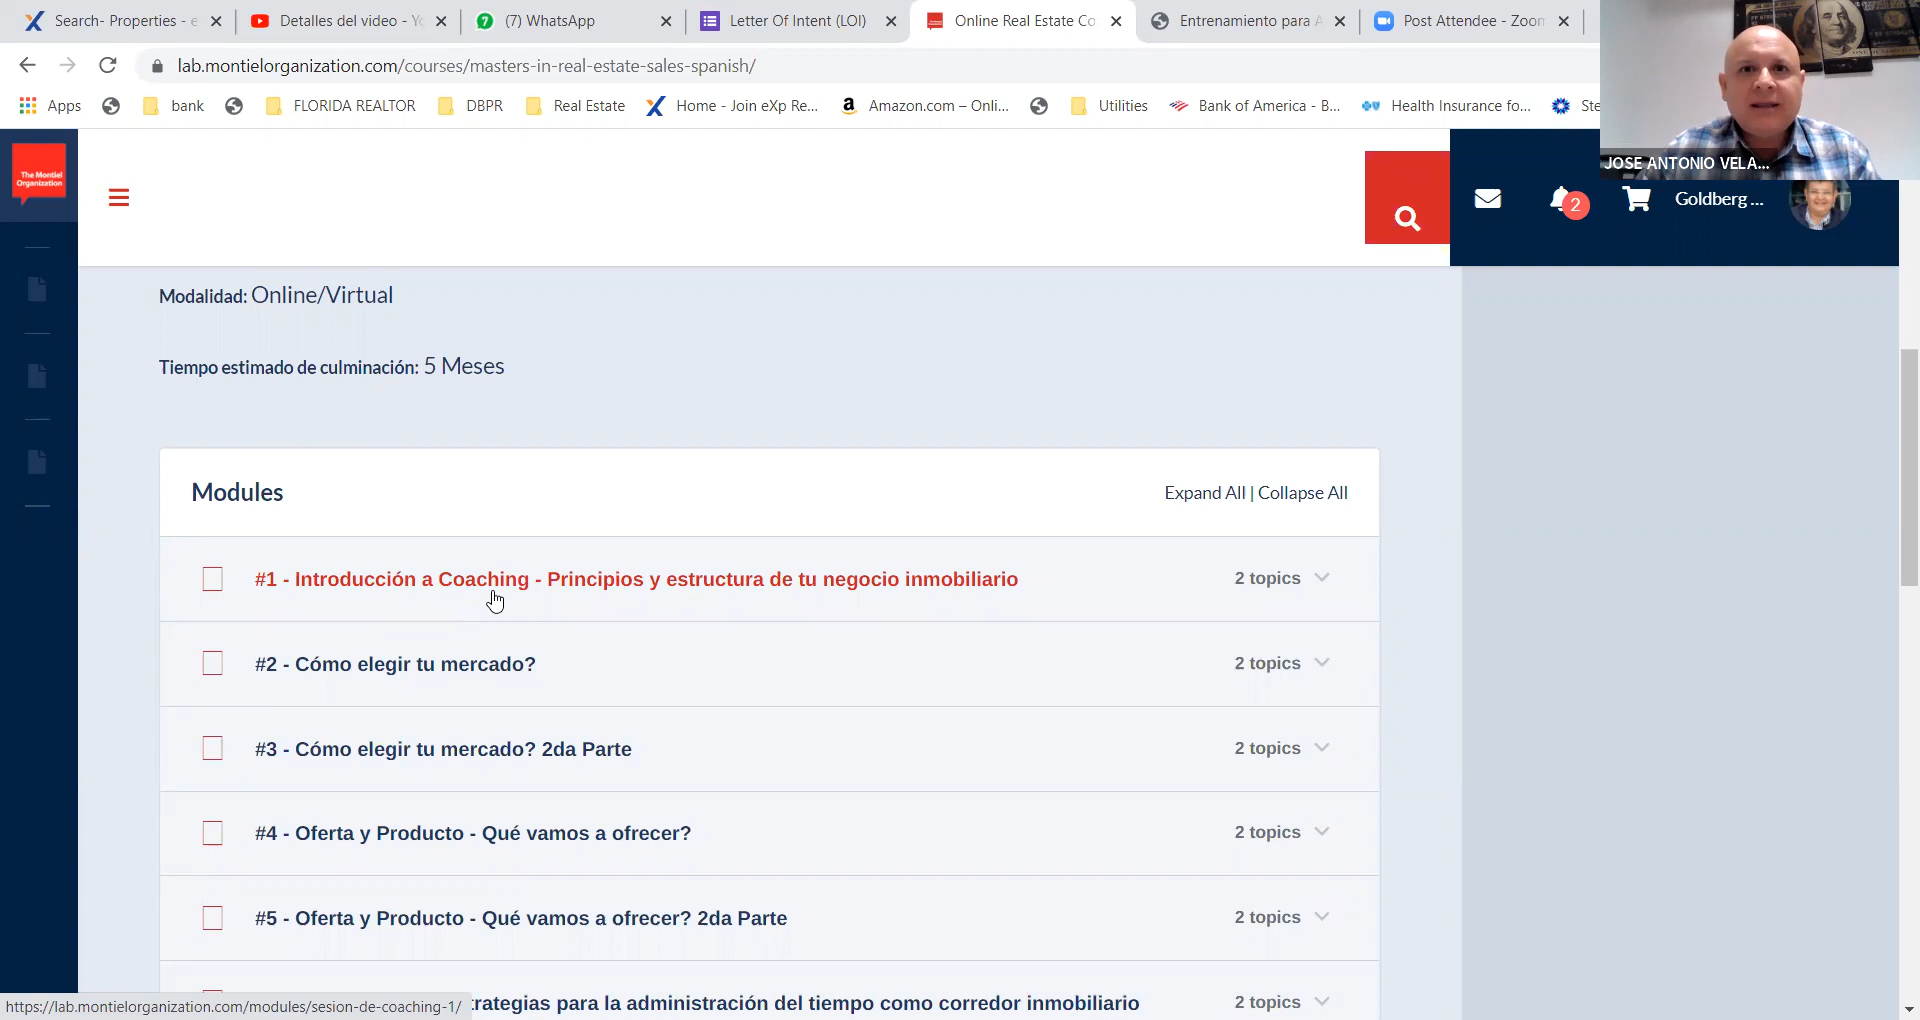 Search- Properties - e
Detalles del video - Yo
(7) WhatsApp
Letter Of Intent (LOI)
Online Real Estate Co
Entrenamiento para A
Post Attendee - Zoom
lab.montielorganization.com/courses/masters-in-real-estate-sales-spanish/
Apps
bank
FLORIDA REALTOR
DBPR
Real Estate
Home - Join eXp Re...
Amazon.com – Onli...
Utilities
Bank of America - B...
Health Insurance fo...
Ste
JOSE ANTONIO VELA...
The Montiel
Organization
2
Goldberg ...
Modalidad: Online/Virtual
Tiempo estimado de culminación: 5 Meses
Modules
Expand All | Collapse All
#1 - Introducción a Coaching - Principios y estructura de tu negocio inmobiliario
2 topics
#2 - Cómo elegir tu mercado?
2 topics
#3 - Cómo elegir tu mercado? 2da Parte
2 topics
#4 - Oferta y Producto - Qué vamos a ofrecer?
2 topics
#5 - Oferta y Producto - Qué vamos a ofrecer? 2da Parte
2 topics
trategias para la administración del tiempo como corredor inmobiliario
2 topics
https://lab.montielorganization.com/modules/sesion-de-coaching-1/